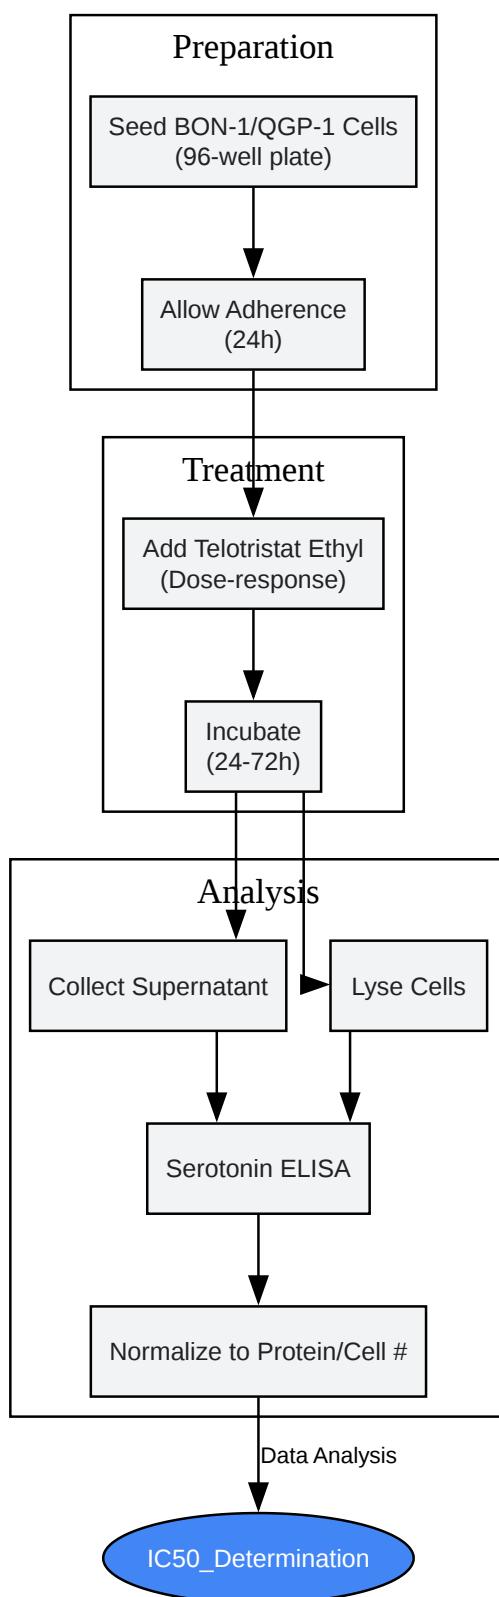 Preparation
Seed BON-1/QGP-1 Cells
(96-well plate)
Allow Adherence
(24h)
Treatment
Add Telotristat Ethyl
(Dose-response)
Incubate
(24-72h)
Analysis
Collect Supernatant
Lyse Cells
Serotonin ELISA
Normalize to Protein/Cell #
Data Analysis
IC50_Determination